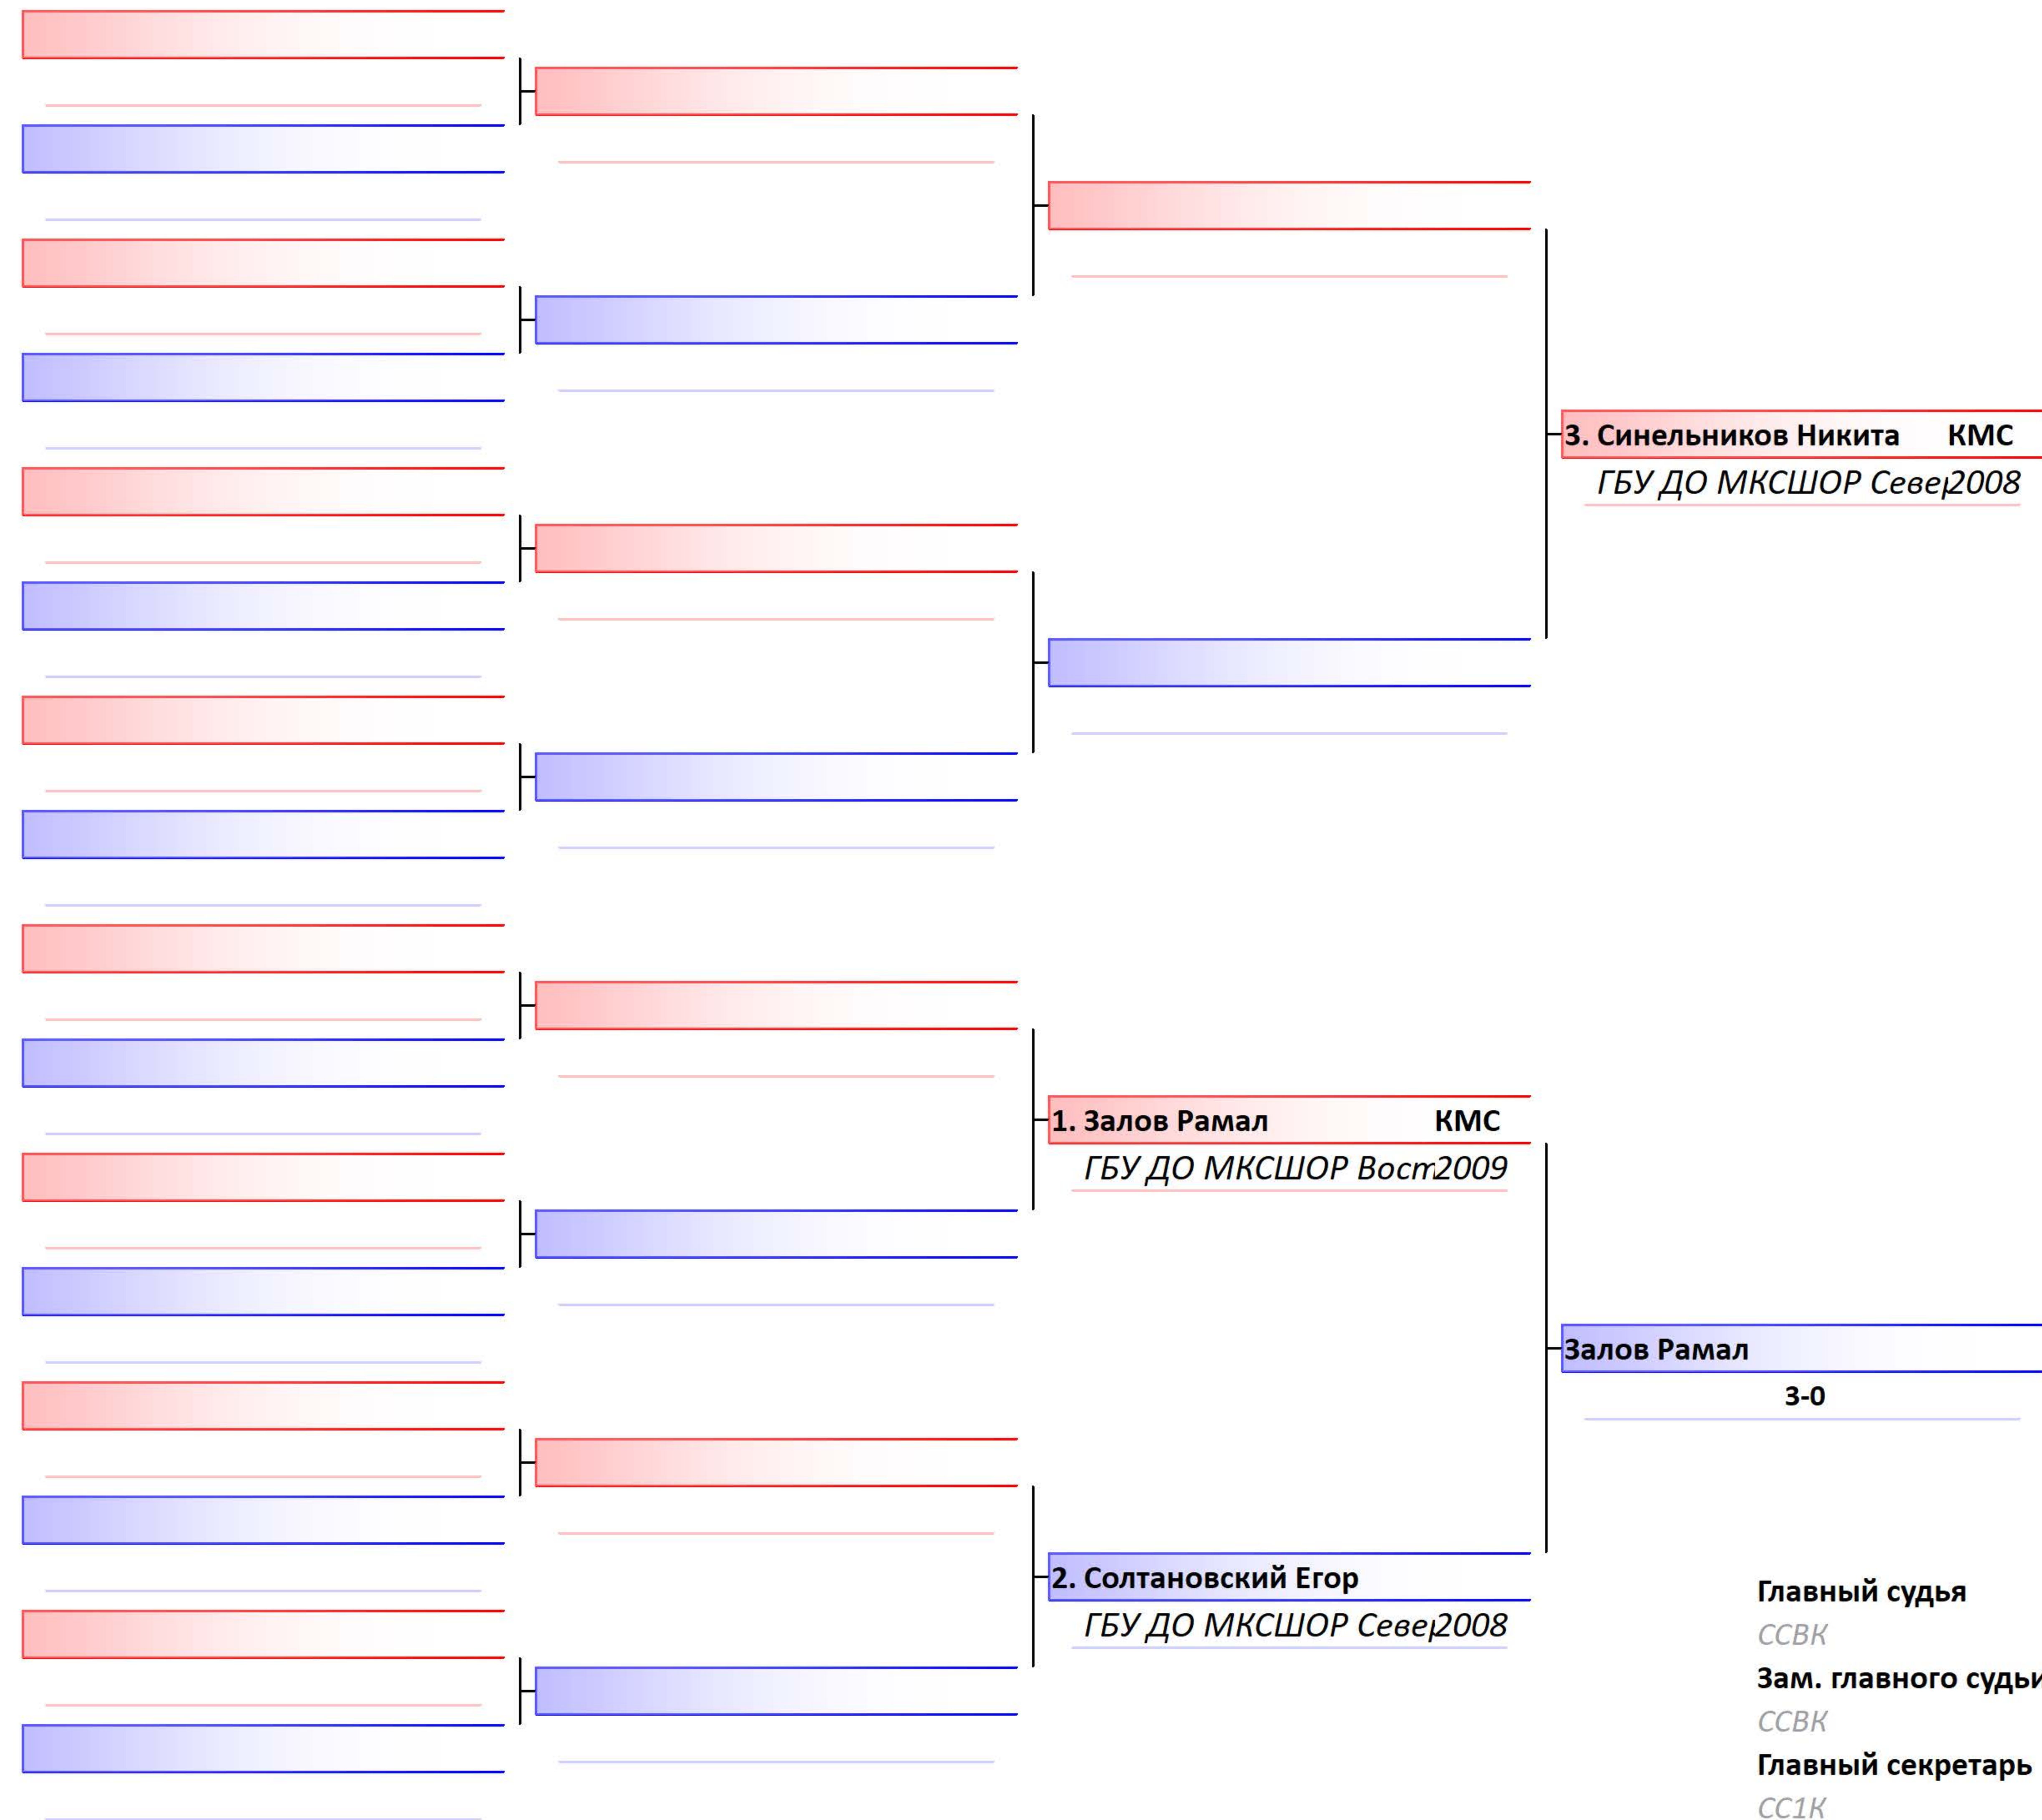 3. Синельников Никита КМС
ГБУ ДО МКСШОР Север 2008
1. Залов Рамал КМС
ГБУ ДО МКСШОР Вост 2009
Залов Рамал
3-0
2. Солтановский Егор
ГБУ ДО МКСШОР Север 2008
Главный судья
ССВК
Зам. главного судьи
ССВК
Главный секретарь
СС1К